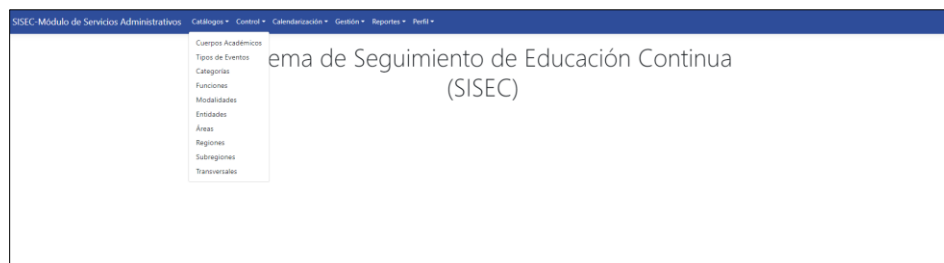 SISEC-Módulo de Servicios Administrativos Catálogos Control Calendarización Gestión Reportes Perfil
Cuerpos Académicos
Tipos de Eventos
Categorías
Funciones
Modalidades
Entidades
Áreas
Regiones
Subregiones
Transversales
ema de Seguimiento de Educación Continua
(SISEC)